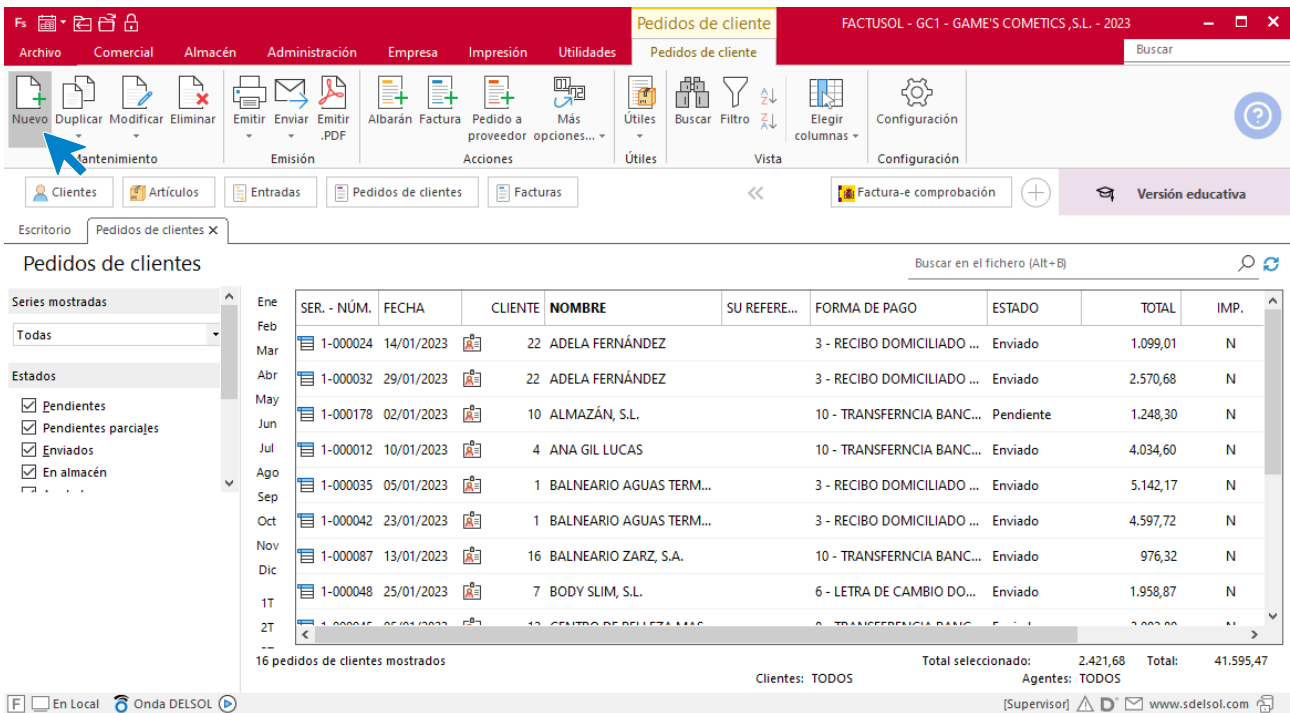 Fs
Pedidos de cliente
FACTUSOL - GC1 - GAME'S COMETICS ,S.L. - 2023
Archivo Comercial Almacén Administración Empresa Impresión Utilidades Pedidos de cliente Buscar
Nuevo Duplicar Modificar Eliminar Emitir Enviar Emitir .PDF Albarán Factura Pedido a proveedor Más opciones... Útiles Buscar Filtro Elegir columnas Configuración
Mantenimiento Emisión Acciones Útiles Vista Configuración
Clientes Artículos Entradas Pedidos de clientes Facturas Factura-e comprobación Versión educativa
Escritorio Pedidos de clientes X
Pedidos de clientes
Buscar en el fichero (Alt+B)
Series mostradas
Todas
Estados
Pendientes
Pendientes parciales
Enviados
En almacén
Ene
Feb
Mar
Abr
May
Jun
Jul
Ago
Sep
Oct
Nov
Dic
1T
2T
SER. - NÚM. FECHA CLIENTE NOMBRE SU REFERE... FORMA DE PAGO ESTADO TOTAL IMP.
1-000024 14/01/2023 22 ADELA FERNÁNDEZ 3 - RECIBO DOMICILIADO ... Enviado 1.099,01 N
1-000032 29/01/2023 22 ADELA FERNÁNDEZ 3 - RECIBO DOMICILIADO ... Enviado 2.570,68 N
1-000178 02/01/2023 10 ALMAZÁN, S.L. 10 - TRANSFERNCIA BANC... Pendiente 1.248,30 N
1-000012 10/01/2023 4 ANA GIL LUCAS 10 - TRANSFERNCIA BANC... Enviado 4.034,60 N
1-000035 05/01/2023 1 BALNEARIO AGUAS TERM... 3 - RECIBO DOMICILIADO ... Enviado 5.142,17 N
1-000042 23/01/2023 1 BALNEARIO AGUAS TERM... 3 - RECIBO DOMICILIADO ... Enviado 4.597,72 N
1-000087 13/01/2023 16 BALNEARIO ZARZ, S.A. 10 - TRANSFERNCIA BANC... Enviado 976,32 N
1-000048 25/01/2023 7 BODY SLIM, S.L. 6 - LETRA DE CAMBIO DO... Enviado 1.958,87 N
16 pedidos de clientes mostrados Total seleccionado: 2.421,68 Total: 41.595,47
Clientes: TODOS Agentes: TODOS
F En Local Onda DELSOL [Supervisor] D www.sdelsol.com